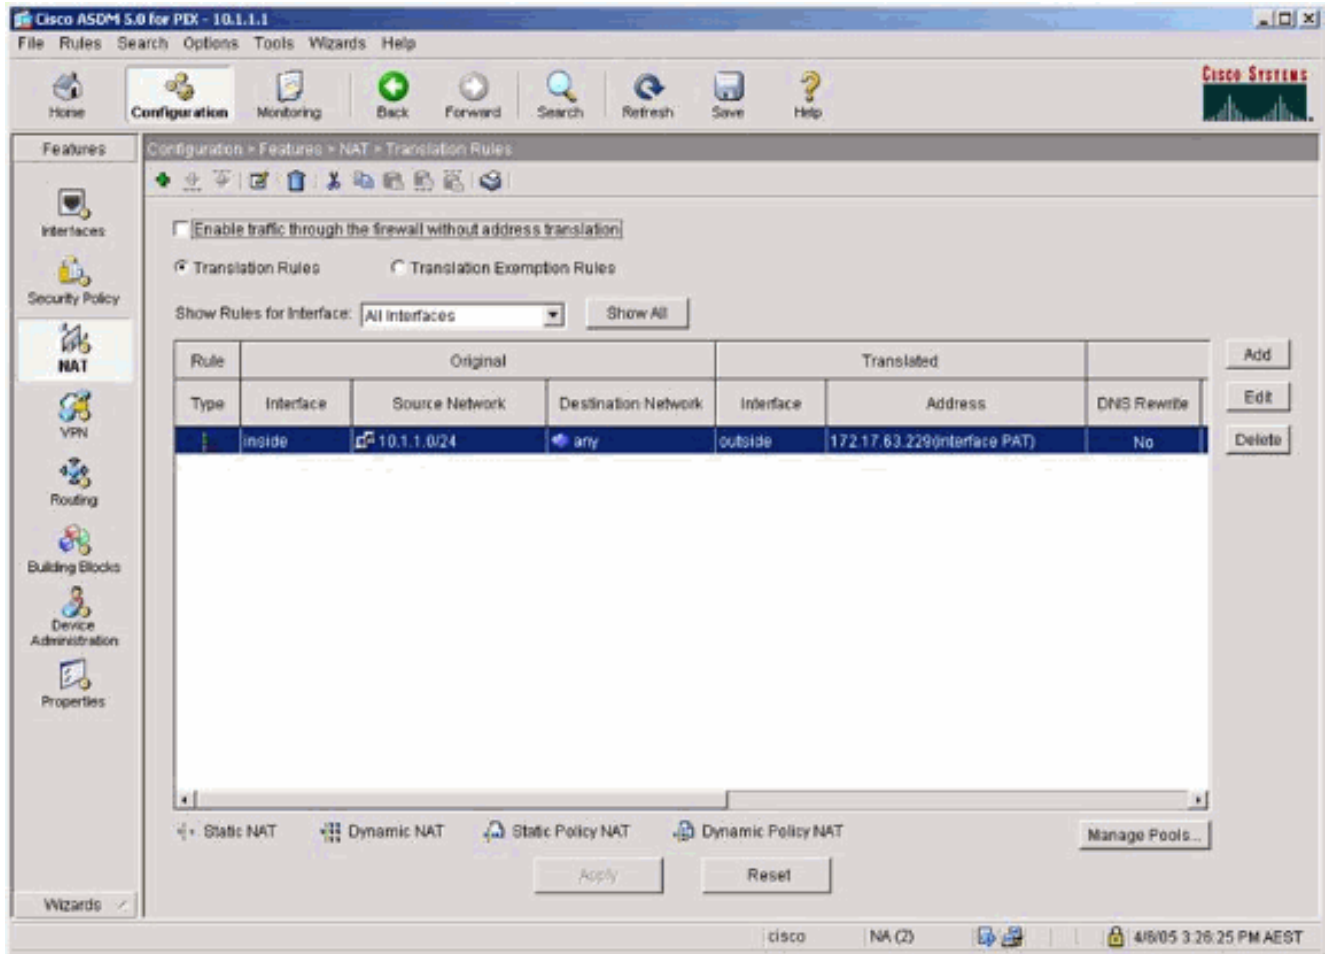 Cisco ASDM 5.0 for PIX - 10.1.1.1
File Rules Search Options Tools Wizards Help
Home Configuration Monitoring Back Forward Search Refresh Save Help
CISCO SYSTEMS
Features
Configuration > Features > NAT > Translation Rules
Interfaces
Security Policy
NAT
VPN
Routing
Building Blocks
Device Administration
Properties
Wizards
Enable traffic through the firewall without address translation
Translation Rules Translation Exemption Rules
Show Rules for Interface: All Interfaces Show All
Rule Original Translated
Type Interface Source Network Destination Network Interface Address DNS Rewrite
inside 10.1.1.0/24 any outside 172.17.63.229(interface PAT) No
Add
Edit
Delete
Static NAT Dynamic NAT Static Policy NAT Dynamic Policy NAT
Manage Pools...
Apply Reset
cisco NA (2) 4/8/05 3:26:25 PM AEST